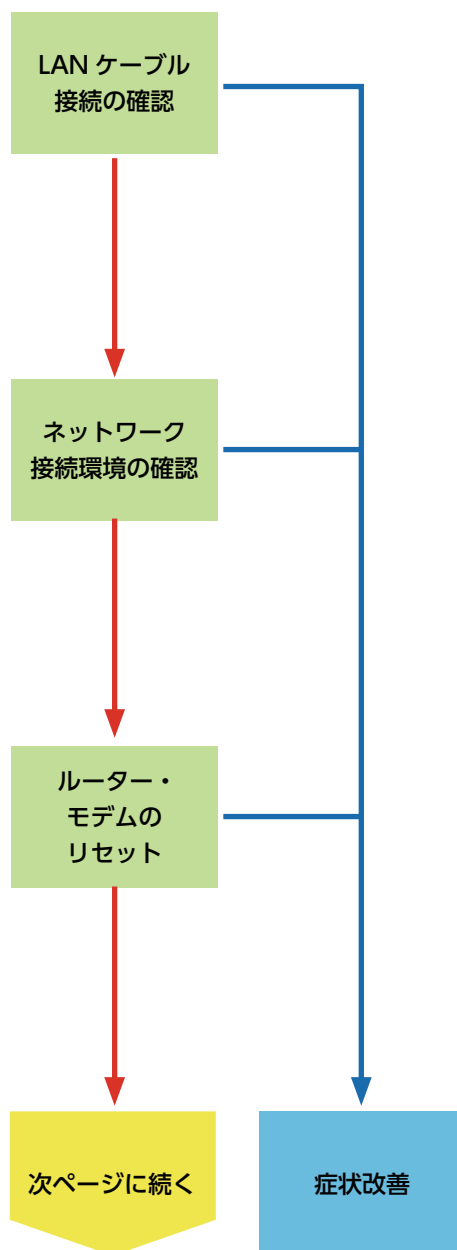 LAN ケーブル
接続の確認
ネットワーク
接続環境の確認
ルーター・
モデムの
リセット
次ページに続く
症状改善